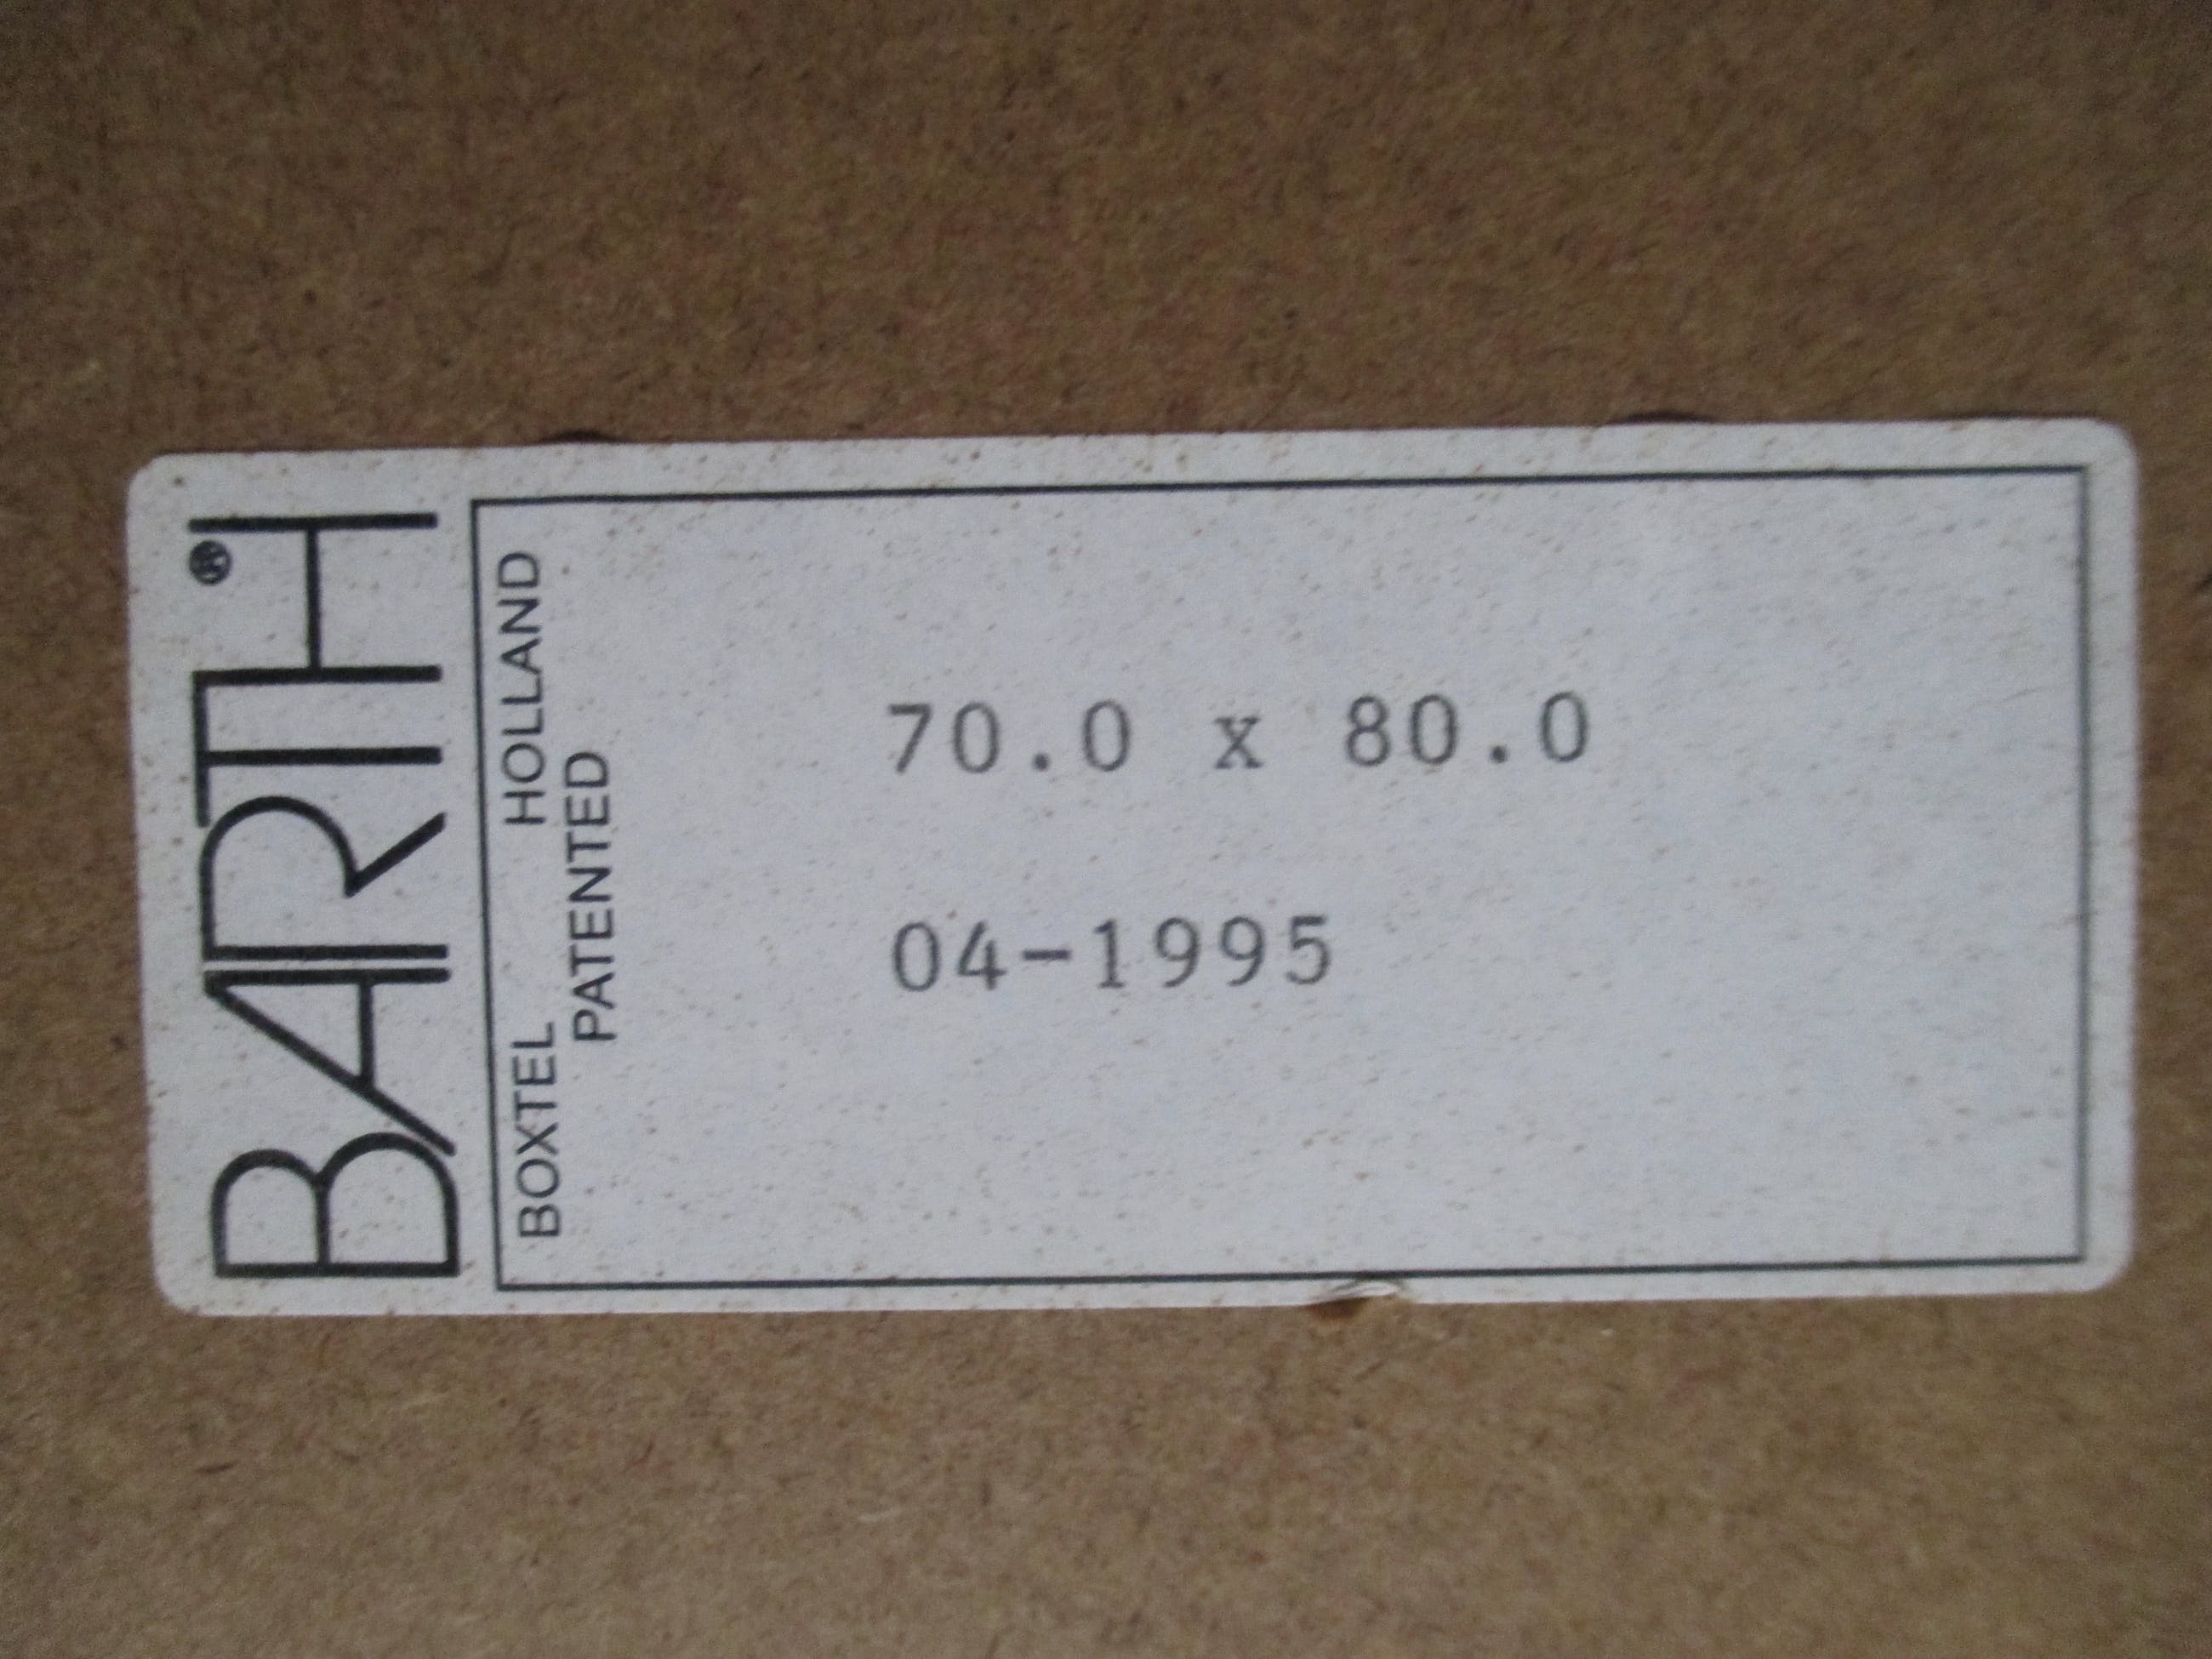 BARTH®
BOXTEL HOLLAND
PATENTED
70.0 x 80.0
04-1995